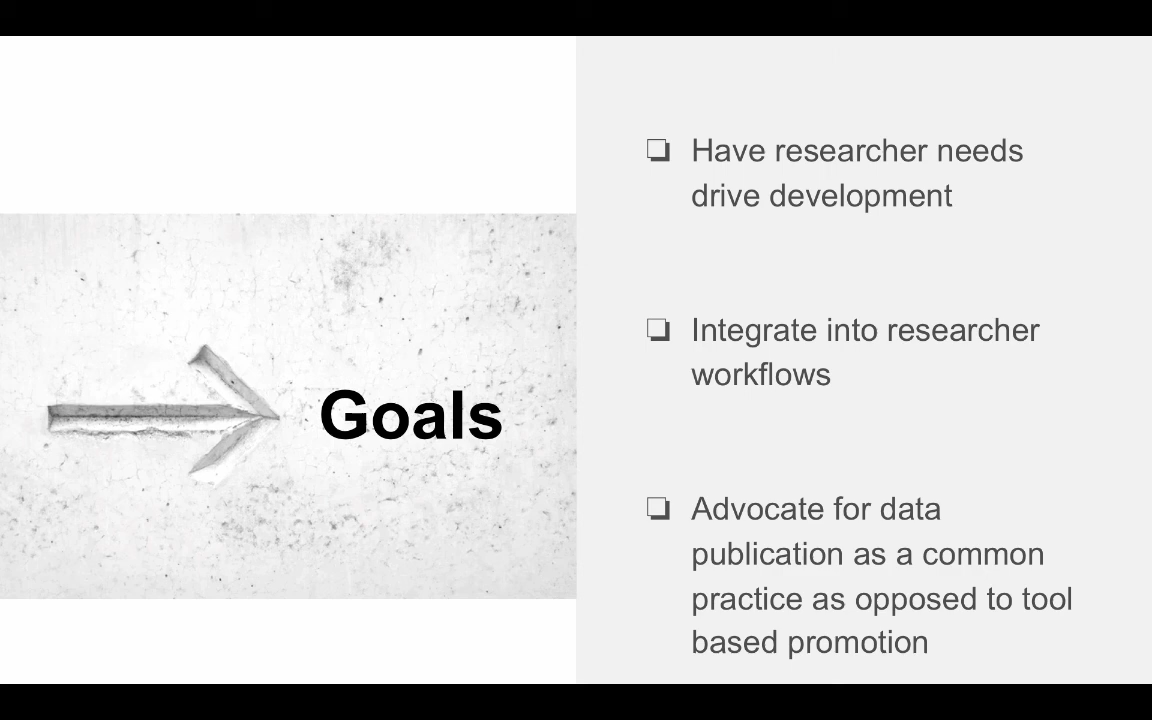 Goals
❏ Have researcher needs
drive development
❏ Integrate into researcher
workflows
❏ Advocate for data
publication as a common
practice as opposed to tool
based promotion